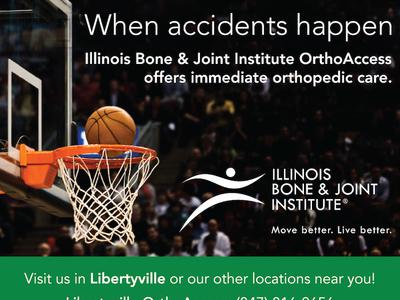 When accidents happen
Illinois Bone & Joint Institute OrthoAccess
offers immediate orthopedic care.
ILLINOIS
BONE & JOINT
INSTITUTE®
Move better. Live better.
Visit us in Libertyville or our other locations near you!